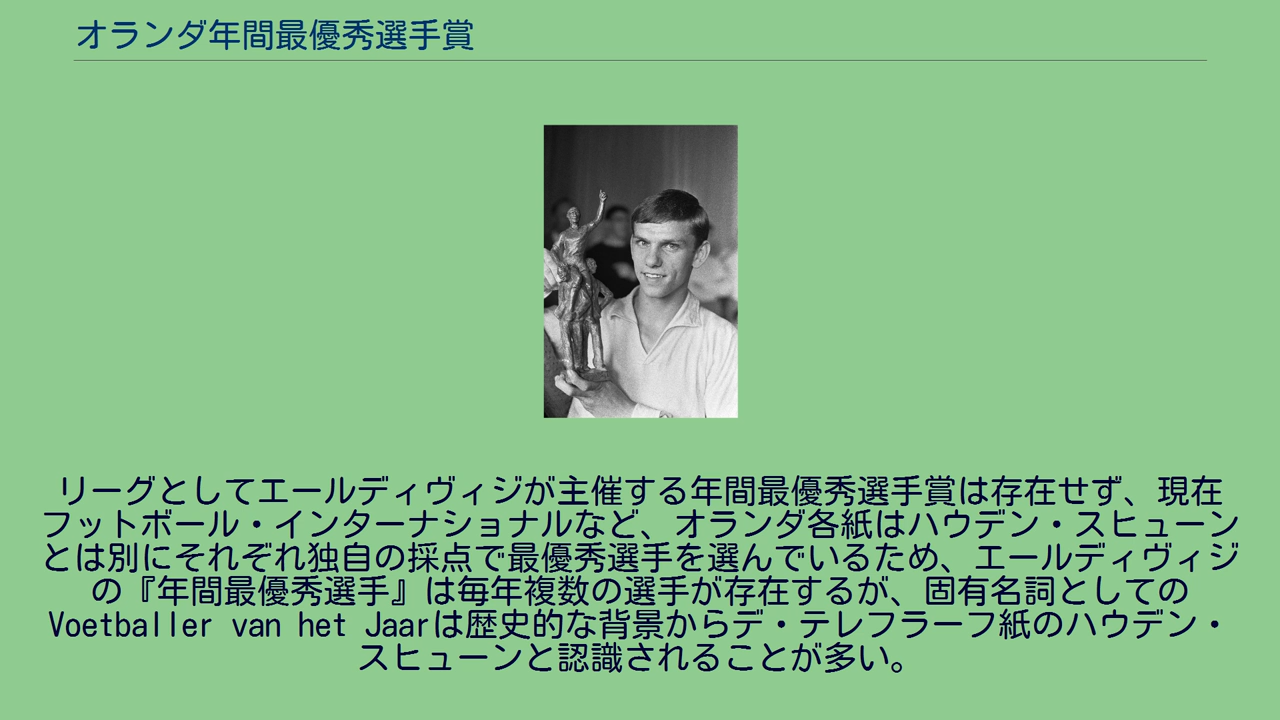 オランダ年間最優秀選手賞
リーグとしてエールディヴィジが主催する年間最優秀選手賞は存在せず、現在
フットボール・インターナショナルなど、オランダ各紙はハウデン・スヒューン
とは別にそれぞれ独自の採点で最優秀選手を選んでいるため、エールディヴィジ
の『年間最優秀選手』は毎年複数の選手が存在するが、固有名詞としての
Voetballer van het Jaarは歴史的な背景からデ・テレフラーフ紙のハウデン・
スヒューンと認識されることが多い。